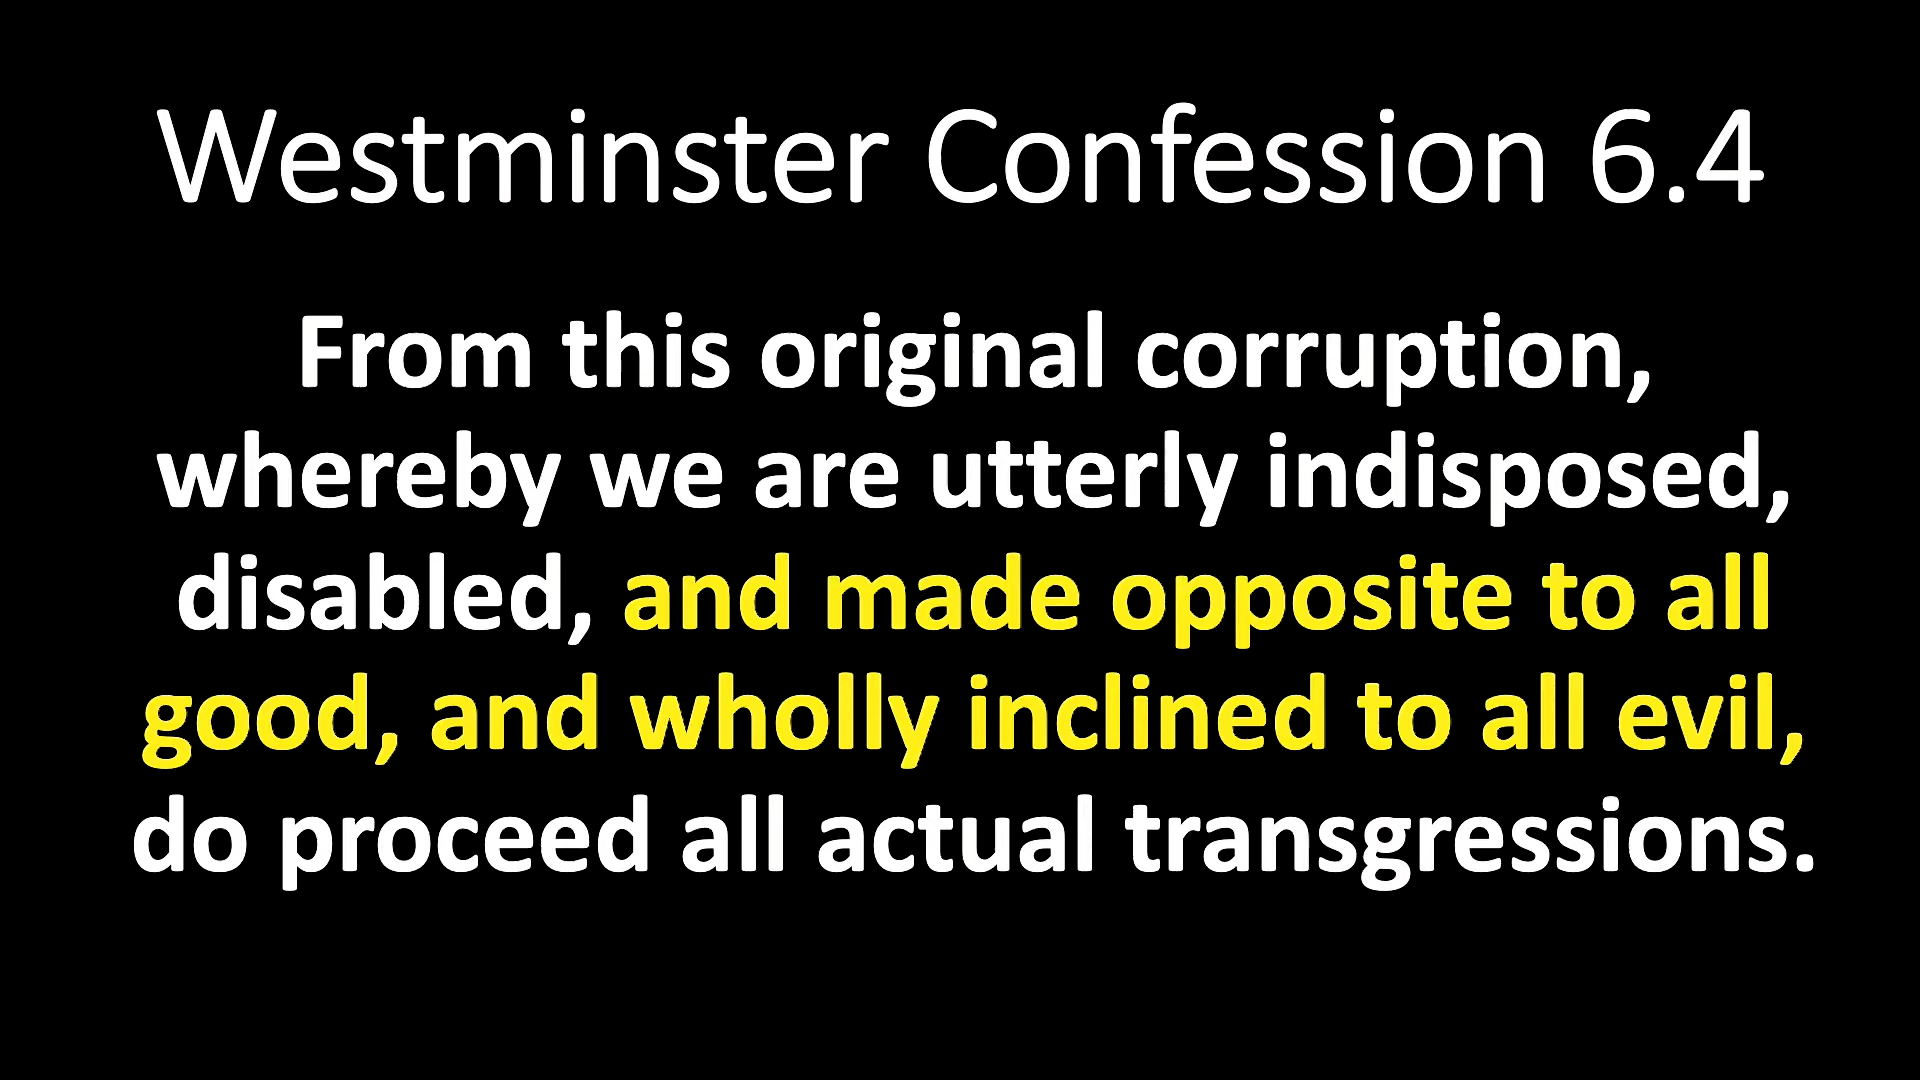 Westminster Confession 6.4
From this original corruption,
whereby we are utterly indisposed,
disabled, and made opposite to all
good, and wholly inclined to all evil,
do proceed all actual transgressions.